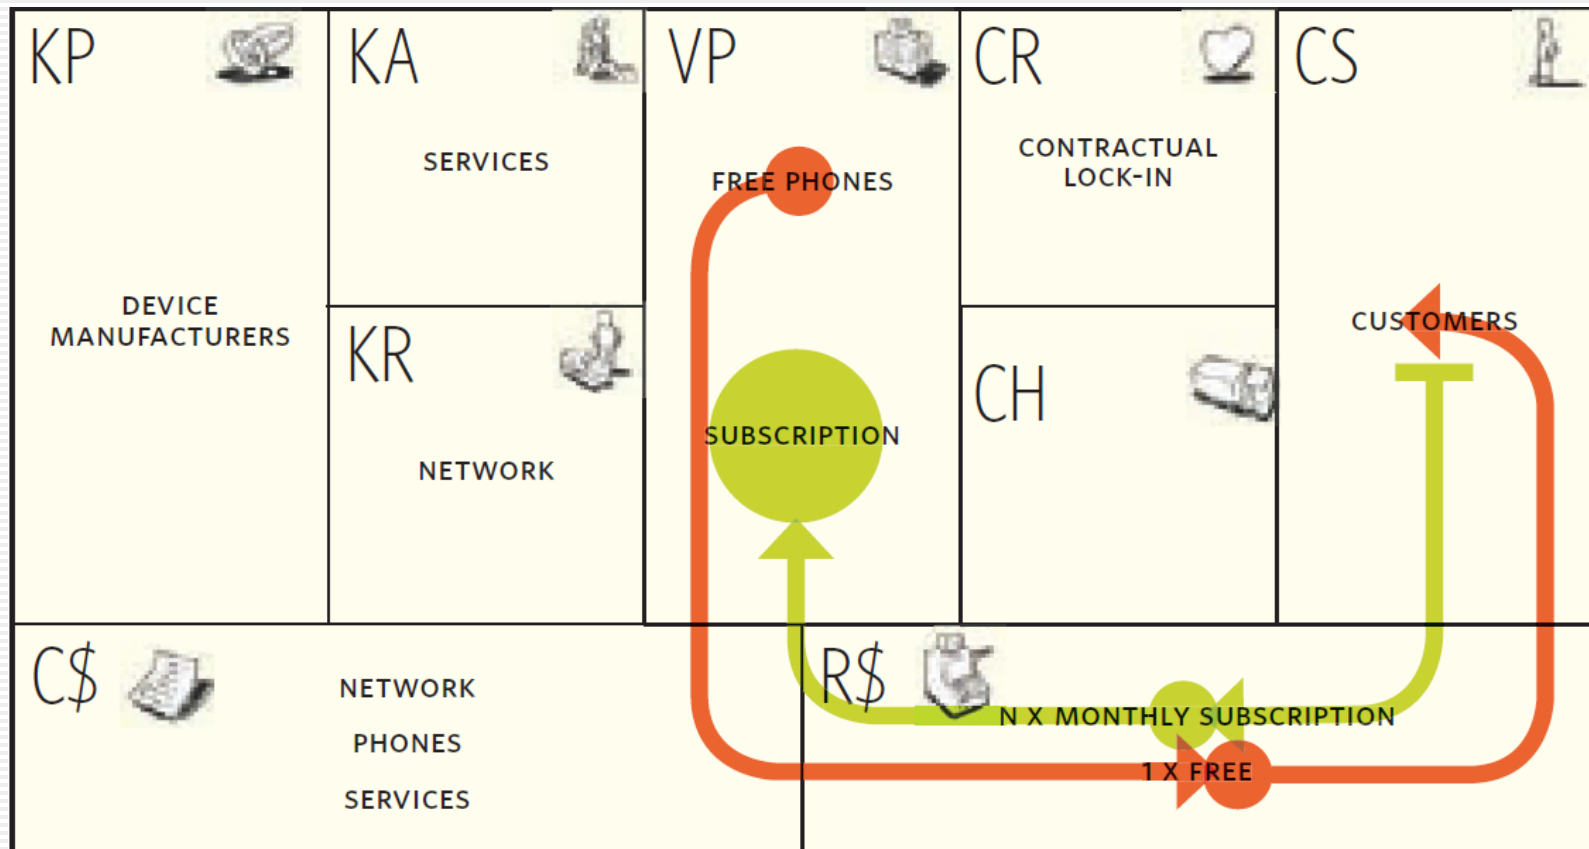 KP
DEVICE
MANUFACTURERS
KA
SERVICES
KR
NETWORK
VP
FREE PHONES
SUBSCRIPTION
CR
CONTRACTUAL
LOCK-IN
CH
CS
CUSTOMERS
C$
NETWORK
PHONES
SERVICES
R$
N X MONTHLY SUBSCRIPTION
1 X FREE